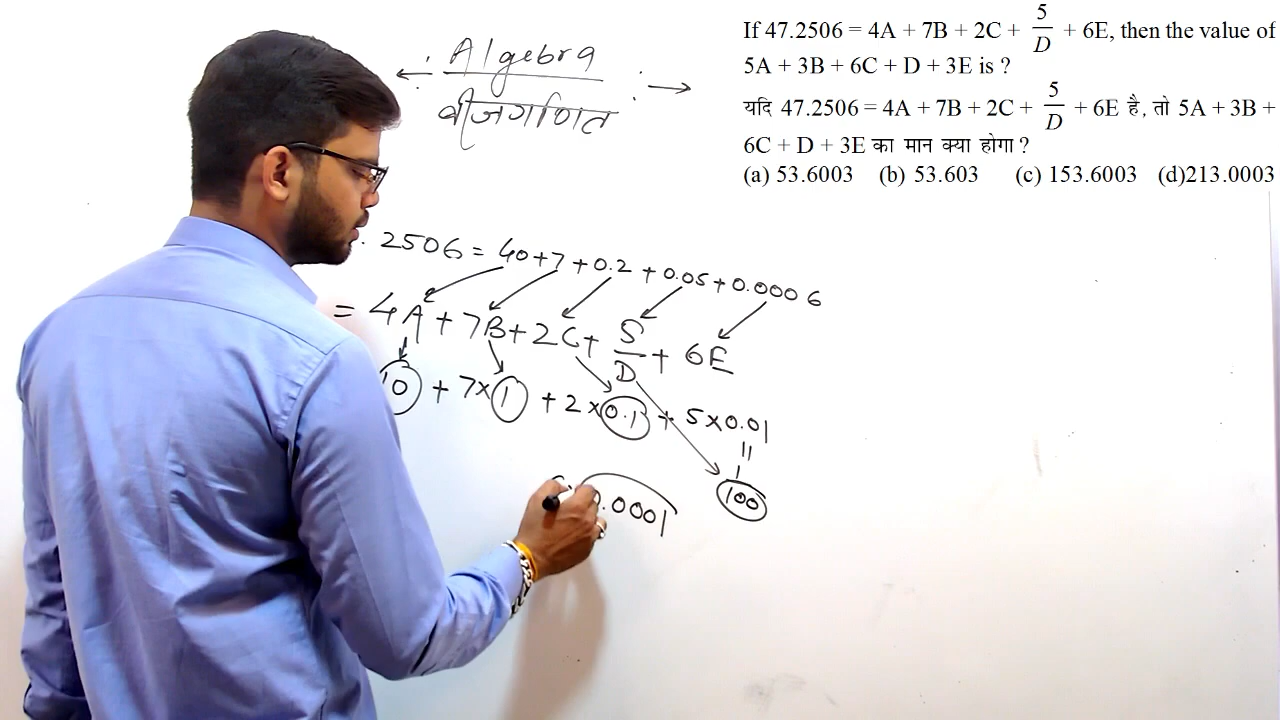 Algebra
बीजगणित
If 47.2506 = 4A + 7B + 2C + 5/D + 6E, then the value of
5A + 3B + 6C + D + 3E is ?
यदि 47.2506 = 4A + 7B + 2C + 5/D + 6E है, तो 5A + 3B +
6C + D + 3E का मान क्या होगा ?
(a) 53.6003 (b) 53.603 (c) 153.6003 (d)213.0003
. 2506 = 40+7 +0.2 +0.05+0.0006
= 4A + 7B+2C+ 5/D + 6E
10 + 7×1 + 2×0.1 + 5×0.01
11
1
100
.0001